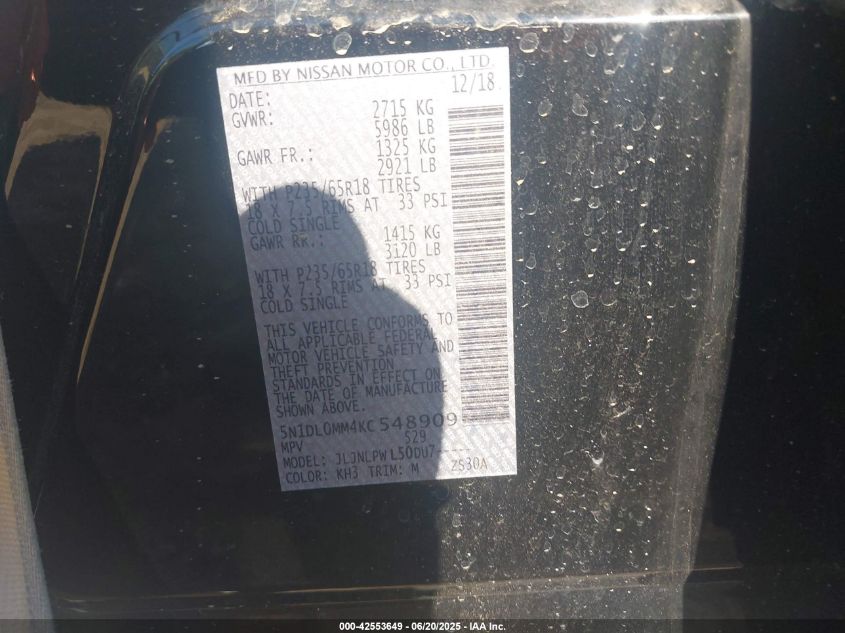 MFD BY NISSAN MOTOR CO., LTD.
DATE: 12/18
GVWR: 2715 KG
5986 LB
GAWR FR.: 1325 KG
2921 LB
WITH P235/65R18 TIRES
18 X 7.5 RIMS AT 33 PSI
COLD SINGLE
GAWR RR.: 1415 KG
3120 LB
WITH P235/65R18 TIRES
18 X 7.5 RIMS AT 33 PSI
COLD SINGLE
THIS VEHICLE CONFORMS TO
ALL APPLICABLE FEDERAL
MOTOR VEHICLE SAFETY AND
THEFT PREVENTION
STANDARDS IN EFFECT ON
THE DATE OF MANUFACTURE
SHOWN ABOVE.
5N1DL0MM4KC548909
MPV 529
MODEL: JLJNLPW L50DU7-----
COLOR: KH3 TRIM: M ZS30A
000-42553649 - 06/20/2025 - IAA Inc.